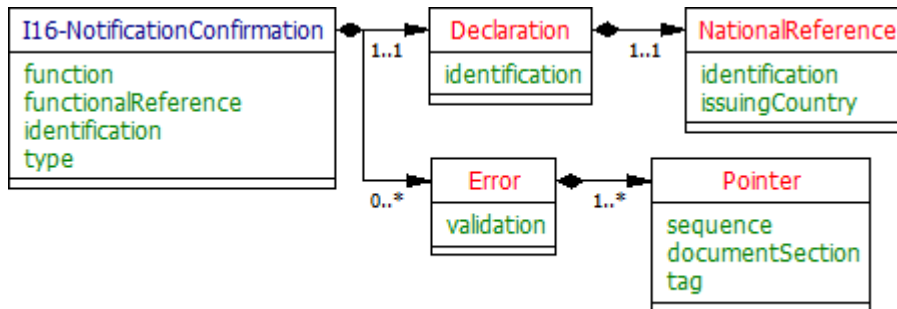 I16-NotificationConfirmation
function
functionalReference
identification
type
1..1
Declaration
identification
1..1
NationalReference
identification
issuingCountry
0..*
Error
validation
1..*
Pointer
sequence
documentSection
tag